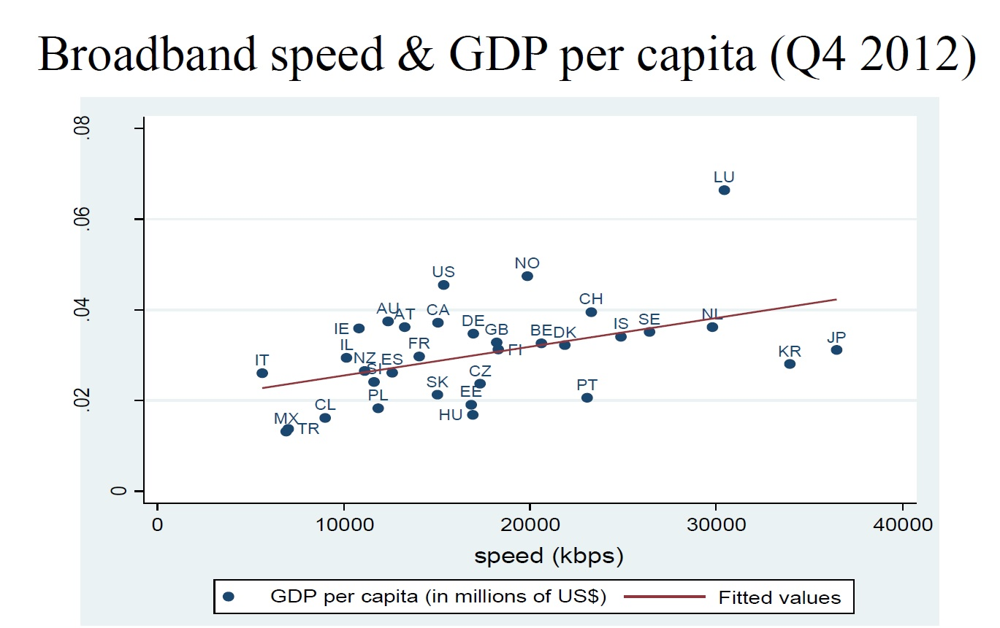 Broadband speed & GDP per capita (Q4 2012)
.08
LU
.06
NO
US
CH
.04
AU
AT
CA
NL
SE
IS
DE
IE
GB
BE
DK
FI
IL
FR
JP
KR
IT
NZ
ES
SI
CZ
SK
PT
EE
PL
.02
HU
CL
MX
TR
0
0 10000 20000 30000 40000
speed (kbps)
GDP per capita (in millions of US$) Fitted values